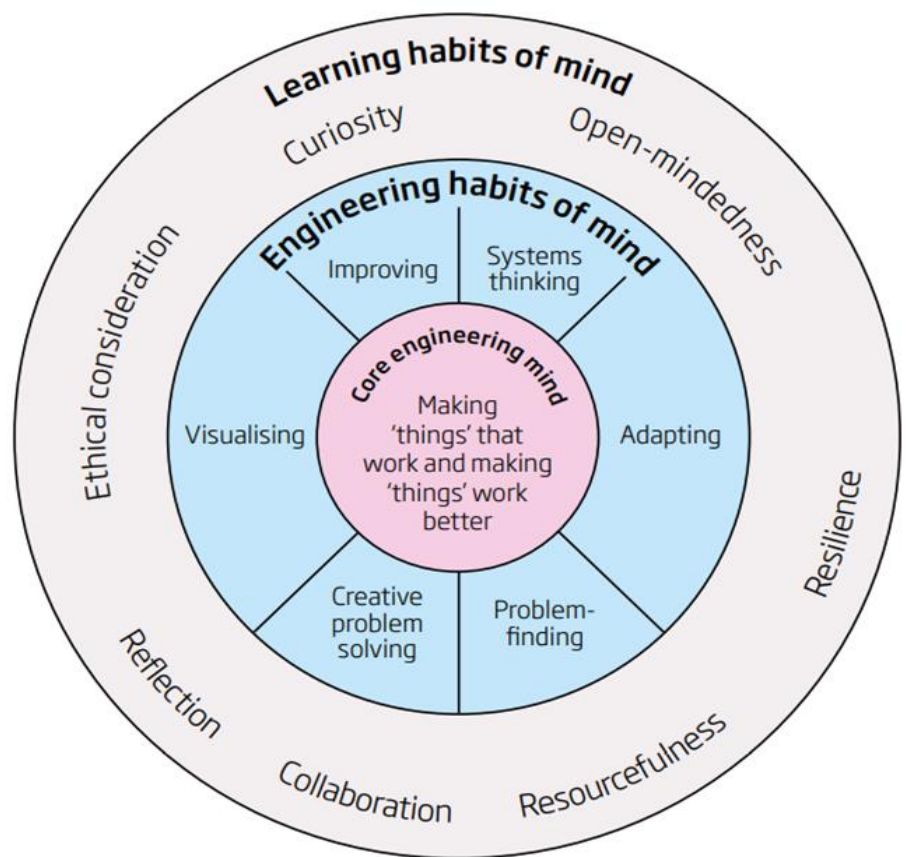 Learning habits of mind
Curiosity
Open-mindedness
Resilience
Resourcefulness
Collaboration
Reflection
Ethical consideration
Engineering habits of mind
Improving
Systems
thinking
Adapting
Problem-
finding
Creative
problem
solving
Visualising
Core engineering mind
Making
'things' that
work and making
'things' work
better